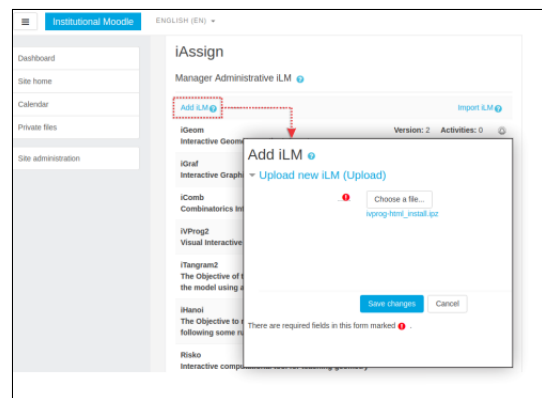 Institutional Moodle
ENGLISH (EN)
Dashboard
Site home
Calendar
Private files
Site administration
iAssign
Manager Administrative iLM
Add iLM
Import iLM
iGeom
Version: 2 Activities: 0
Interactive Geom
iGraf
Interactive Graph
iComb
Combinatorics Int
iVProg2
Visual Interactive
iTangram2
The Objective of t
the model using a
iHanoi
The Objective to r
following some ru
Risko
Interactive computational tool for teaching geometry
Add iLM
Upload new iLM (Upload)
Choose a file...
ivprog-html_install.ipz
Save changes
Cancel
There are required fields in this form marked .